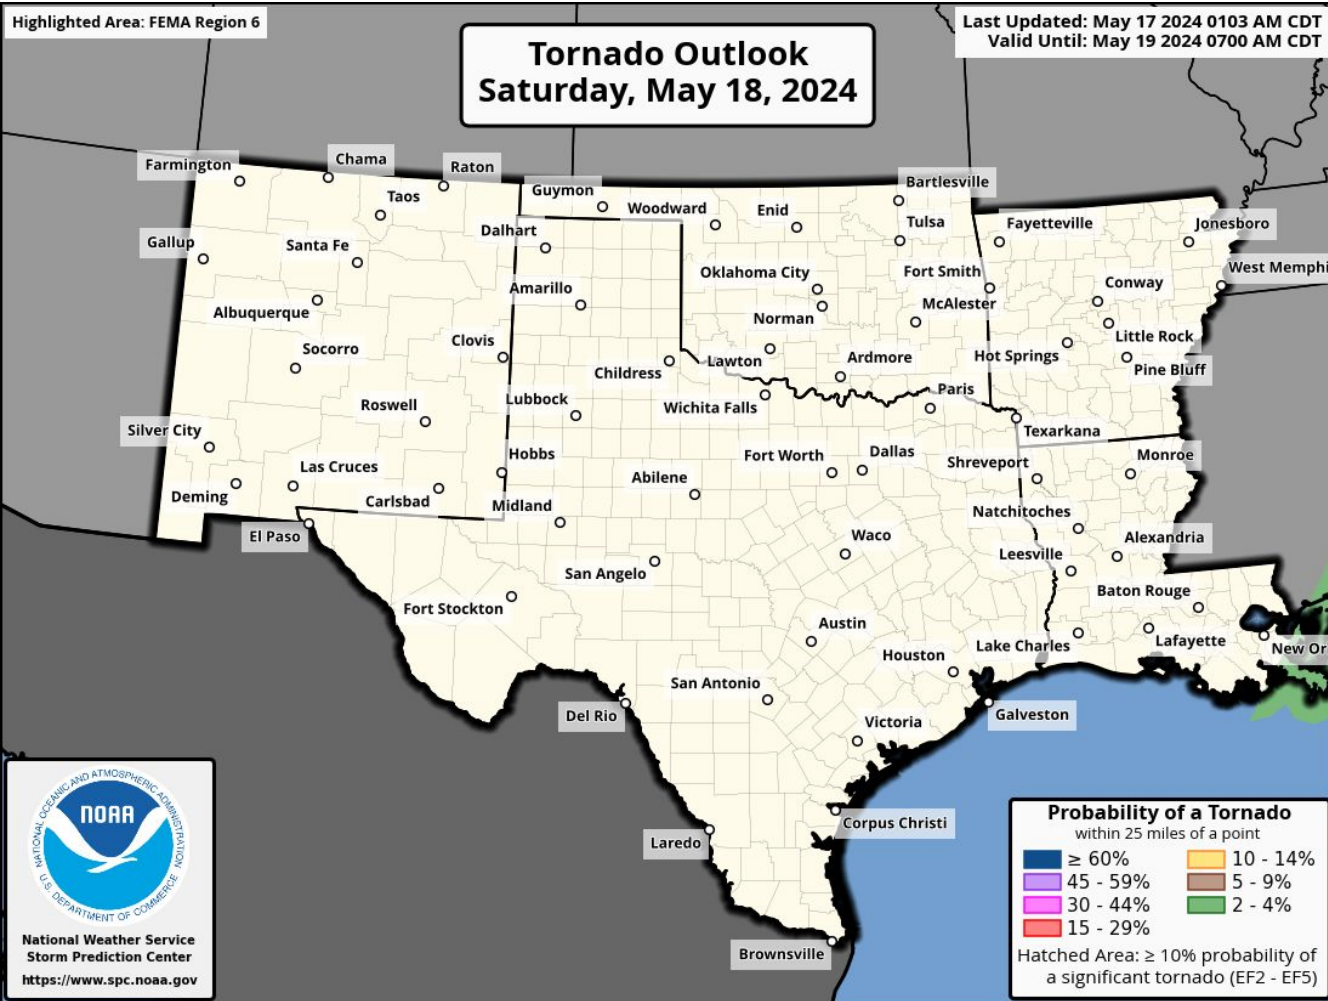 Highlighted Area: FEMA Region 6
Last Updated: May 17 2024 0103 AM CDT
Valid Until: May 19 2024 0700 AM CDT
Tornado Outlook
Saturday, May 18, 2024
Farmington
Chama
Raton
Taos
Guymon
Woodward
Enid
Bartlesville
Tulsa
Fayetteville
Jonesboro
Gallup
Santa Fe
Dalhart
Oklahoma City
Fort Smith
West Memphi
Albuquerque
Amarillo
Norman
McAlester
Conway
Socorro
Clovis
Childress
Lawton
Ardmore
Hot Springs
Little Rock
Pine Bluff
Roswell
Lubbock
Wichita Falls
Paris
Texarkana
Silver City
Las Cruces
Hobbs
Abilene
Fort Worth
Dallas
Shreveport
Monroe
Deming
Carlsbad
Midland
Natchitoches
El Paso
San Angelo
Waco
Leesville
Alexandria
Fort Stockton
Austin
Baton Rouge
Houston
Lake Charles
Lafayette
New Or
San Antonio
Del Rio
Victoria
Galveston
Corpus Christi
Laredo
Brownsville
NATIONAL OCEANIC AND ATMOSPHERIC ADMINISTRATION
NOAA
U.S. DEPARTMENT OF COMMERCE
National Weather Service
Storm Prediction Center
https://www.spc.noaa.gov
Probability of a Tornado
within 25 miles of a point
≥ 60%
45 - 59%
30 - 44%
15 - 29%
10 - 14%
5 - 9%
2 - 4%
Hatched Area: ≥ 10% probability of
a significant tornado (EF2 - EF5)